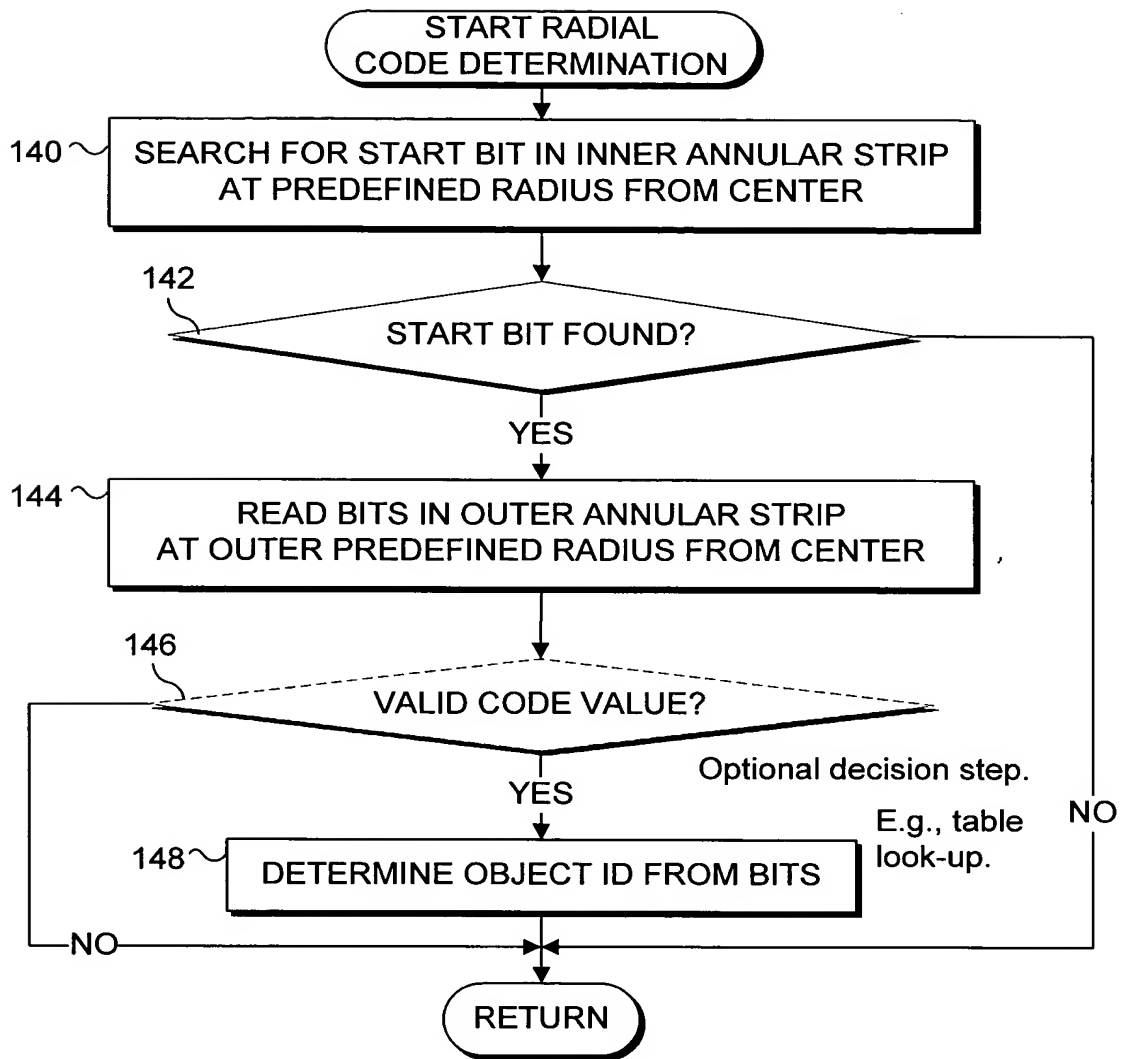 START RADIAL
CODE DETERMINATION
140
SEARCH FOR START BIT IN INNER ANNULAR STRIP
AT PREDEFINED RADIUS FROM CENTER
142
START BIT FOUND?
YES
144
READ BITS IN OUTER ANNULAR STRIP
AT OUTER PREDEFINED RADIUS FROM CENTER
146
VALID CODE VALUE?
Optional decision step.
YES
NO
E.g., table
look-up.
148
DETERMINE OBJECT ID FROM BITS
NO
RETURN